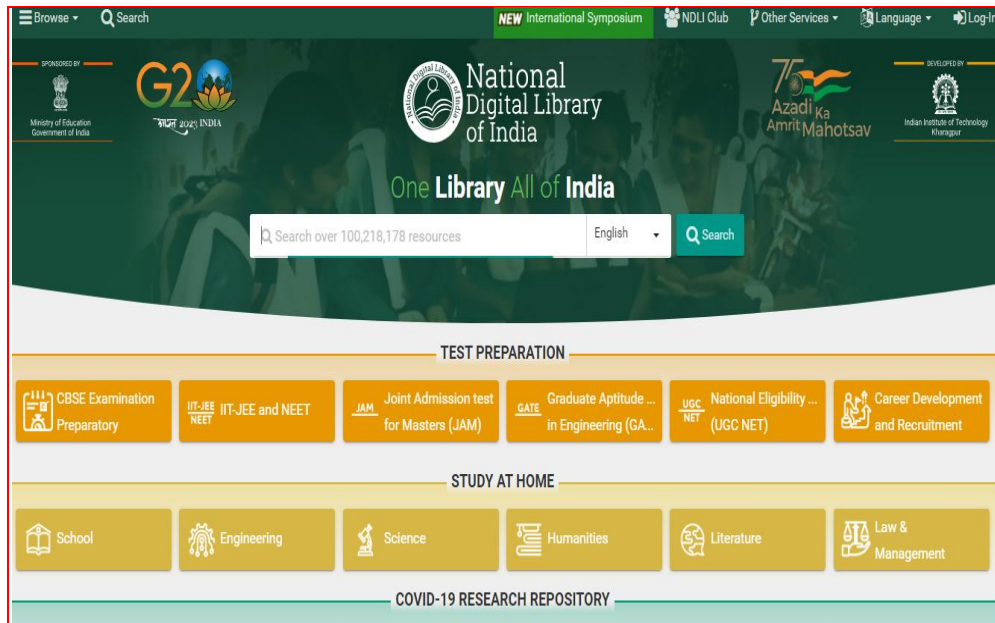 Browse
Search
NEW International Symposium
NDLI Club
Other Services
Language
Log-In
SPONSORED BY
Ministry of Education
Government of India
G20
भारत 2023 INDIA
National Digital Library of India
National
Digital Library
of India
75
Azadi Ka
Amrit Mahotsav
DEVELOPED BY
Indian Institute of Technology
Kharagpur
One Library All of India
Search over 100,218,178 resources
English
Search
TEST PREPARATION
CBSE Examination
Preparatory
IIT-JEE
NEET
IIT-JEE and NEET
JAM
Joint Admission test
for Masters (JAM)
GATE
Graduate Aptitude ...
in Engineering (GA...
UGC
NET
National Eligibility ...
(UGC NET)
Career Development
and Recruitment
STUDY AT HOME
School
Engineering
Science
Humanities
Literature
Law &
Management
COVID-19 RESEARCH REPOSITORY